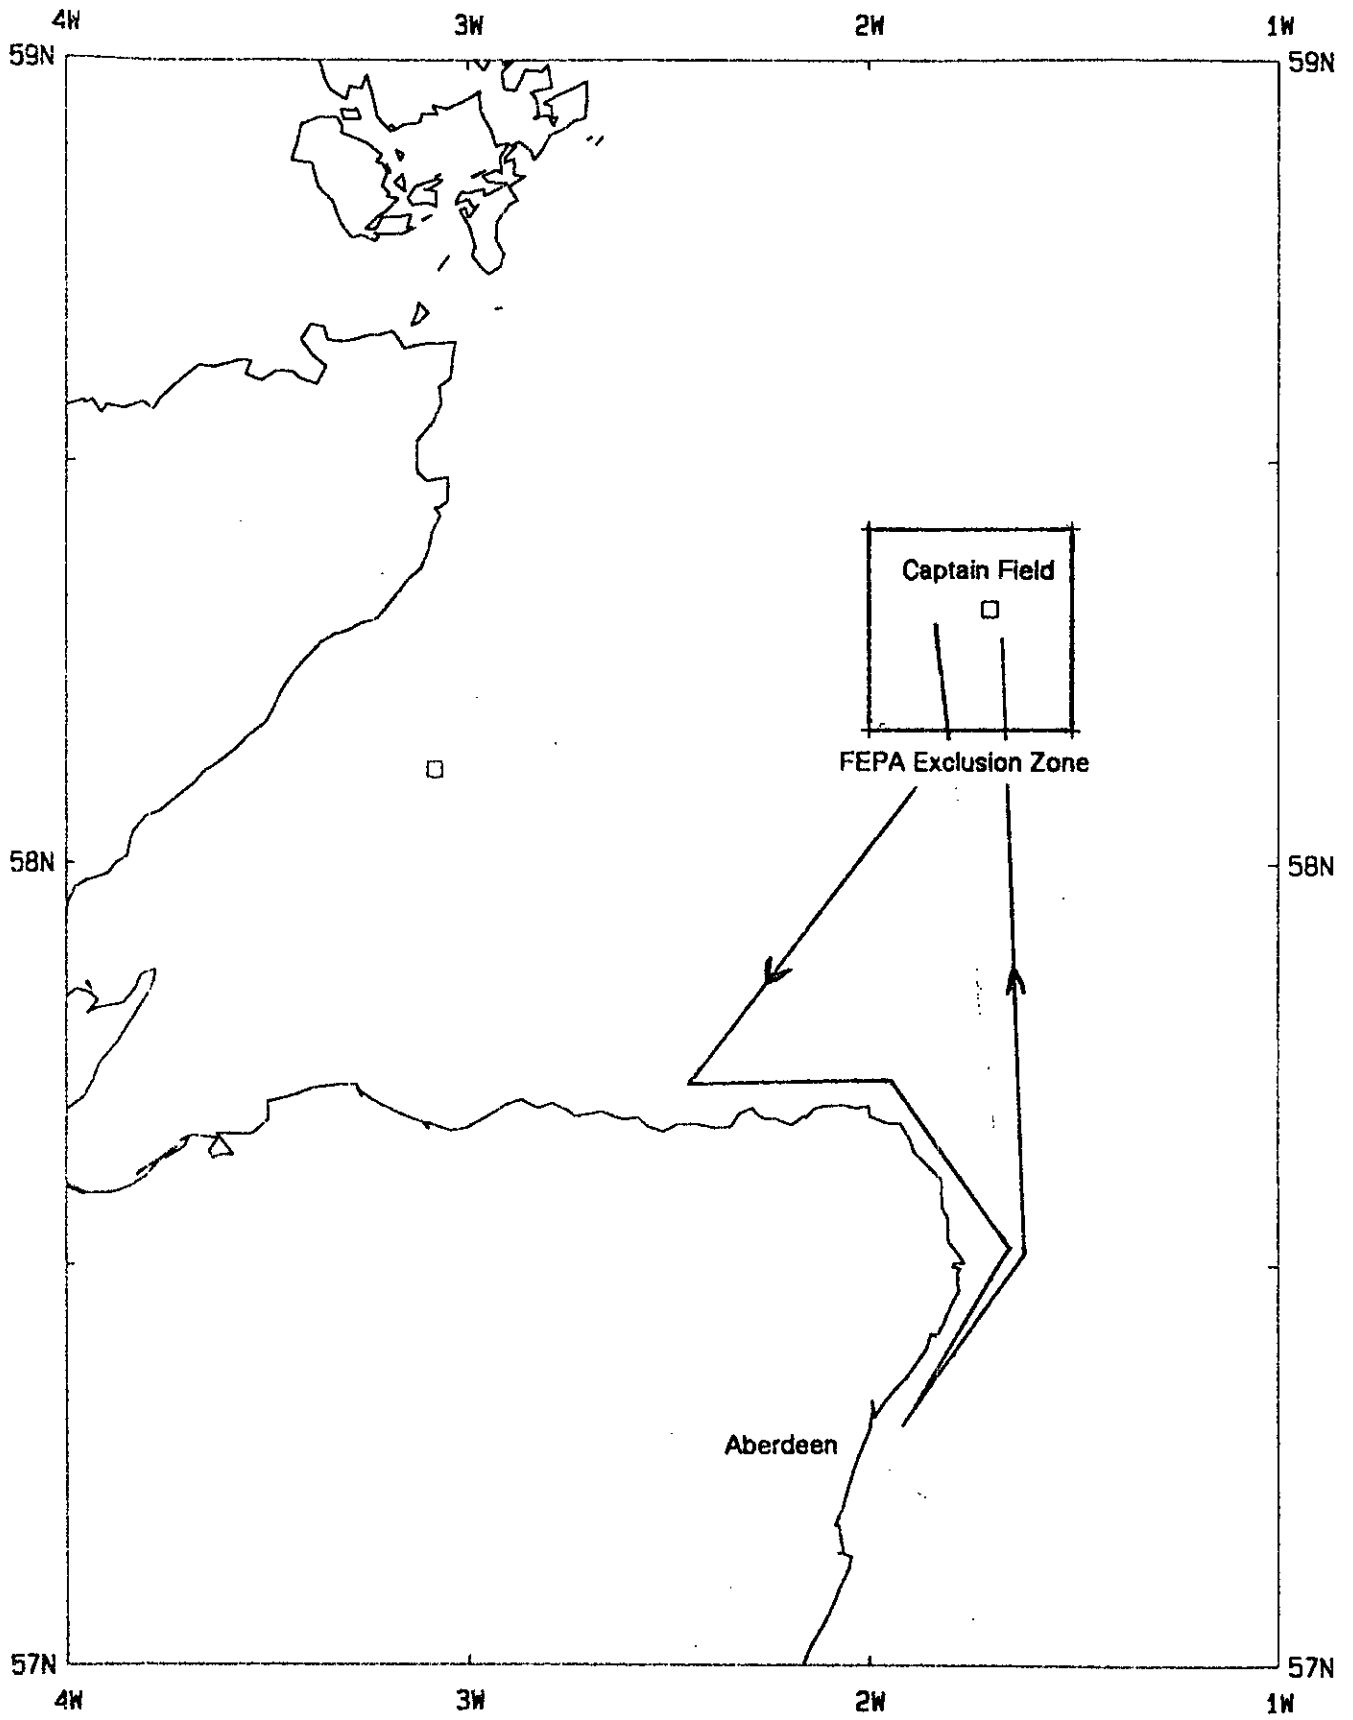 4W 3W 2W 1W
59N 59N
Captain Field
FEPA Exclusion Zone
58N 58N
Aberdeen
57N 57N
4W 3W 2W 1W